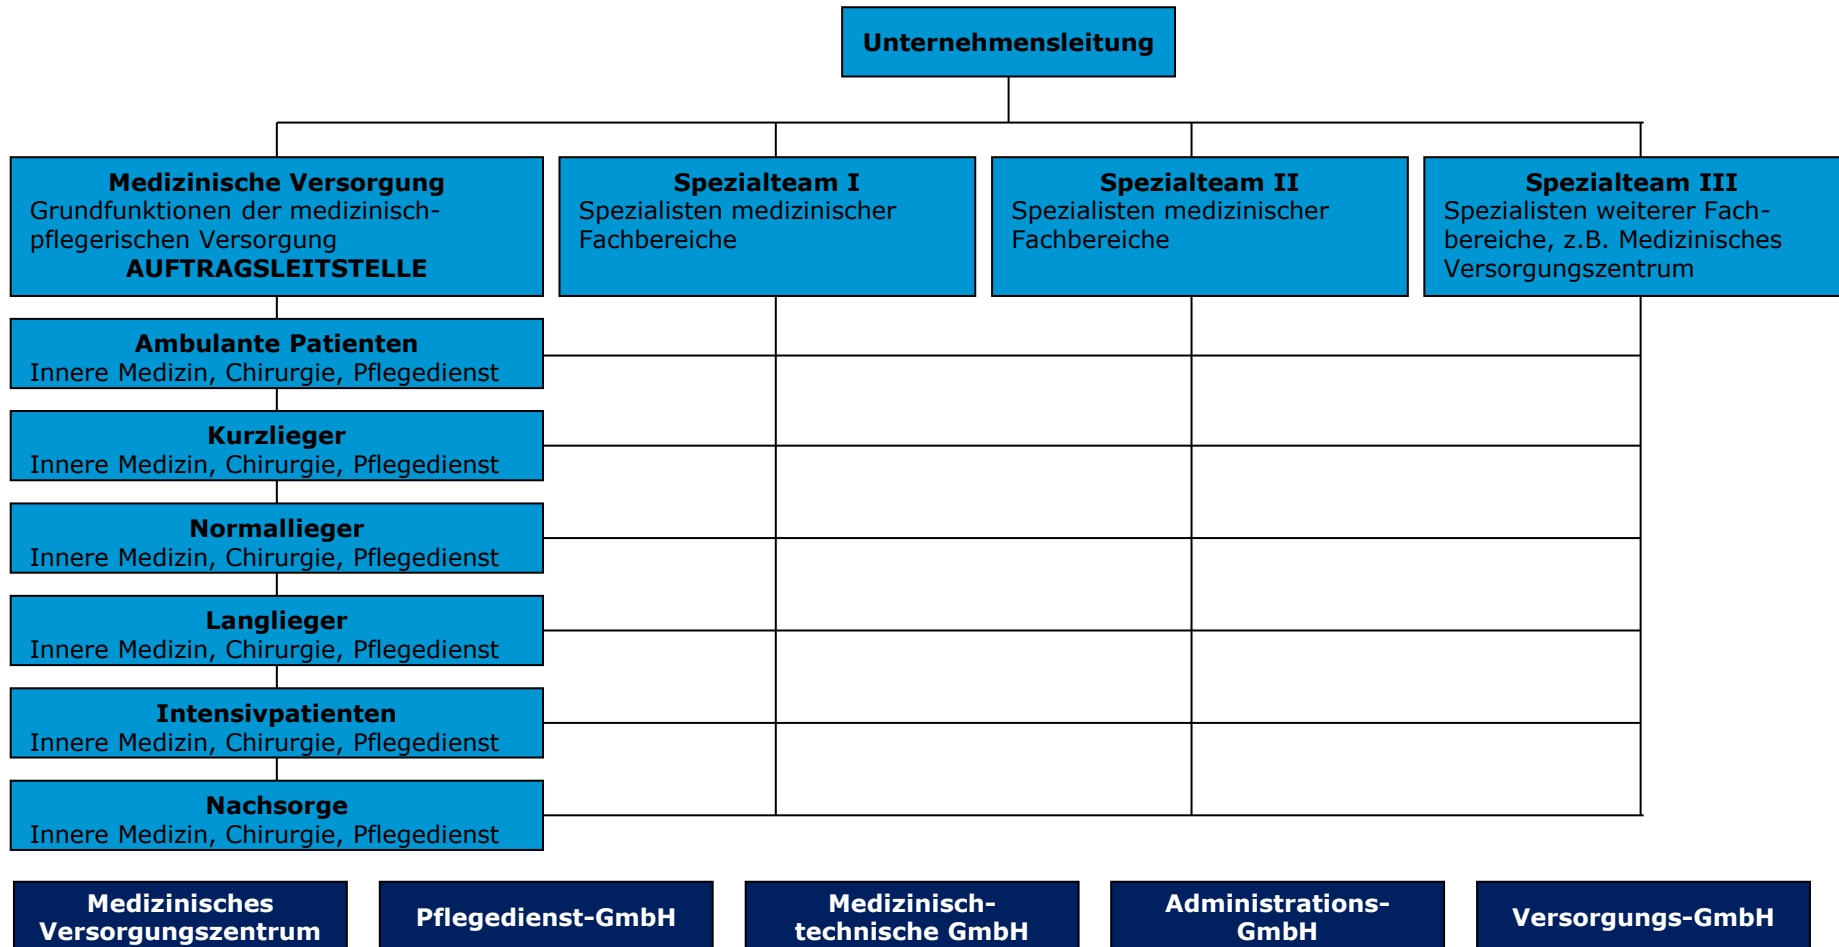 Unternehmensleitung
Medizinische Versorgung
Grundfunktionen der medizinisch-
pflegerischen Versorgung
AUFTRAGSLEITSTELLE
Spezialteam I
Spezialisten medizinischer
Fachbereiche
Spezialteam II
Spezialisten medizinischer
Fachbereiche
Spezialteam III
Spezialisten weiterer Fach-
bereiche, z.B. Medizinisches
Versorgungszentrum
Ambulante Patienten
Innere Medizin, Chirurgie, Pflegedienst
Kurzlieger
Innere Medizin, Chirurgie, Pflegedienst
Normallieger
Innere Medizin, Chirurgie, Pflegedienst
Langlieger
Innere Medizin, Chirurgie, Pflegedienst
Intensivpatienten
Innere Medizin, Chirurgie, Pflegedienst
Nachsorge
Innere Medizin, Chirurgie, Pflegedienst
Medizinisches
Versorgungszentrum
Pflegedienst-GmbH
Medizinisch-
technische GmbH
Administrations-
GmbH
Versorgungs-GmbH